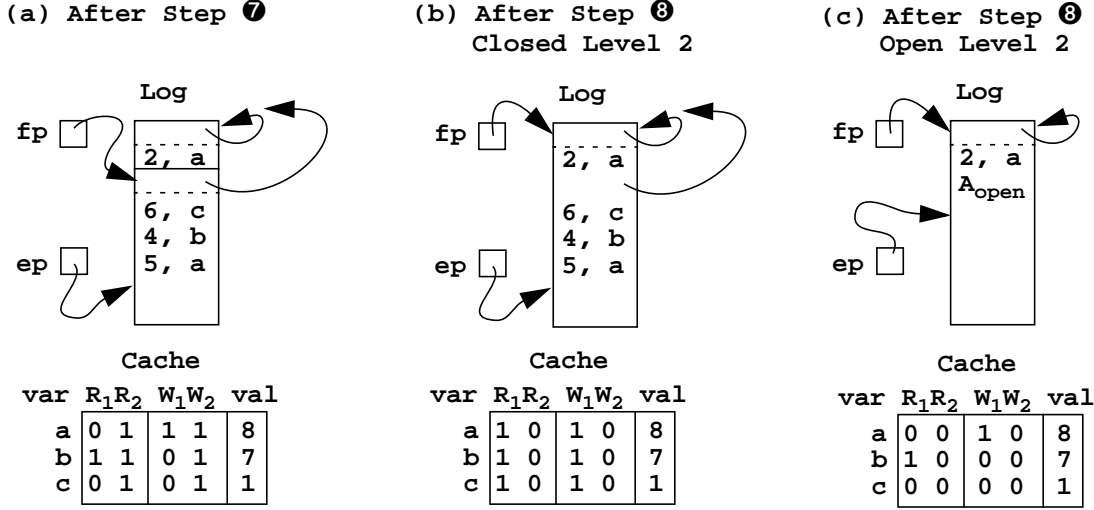 (a) After Step ❼
Log
fp
2, a
6, c
4, b
5, a
ep
Cache
var R₁R₂ W₁W₂ val
a 0 1 1 1 8
b 1 1 0 1 7
c 0 1 0 1 1
(b) After Step ❽
Closed Level 2
Log
fp
2, a
6, c
4, b
5, a
ep
Cache
var R₁R₂ W₁W₂ val
a 1 0 1 0 8
b 1 0 1 0 7
c 1 0 1 0 1
(c) After Step ❽
Open Level 2
Log
fp
2, a
Aopen
ep
Cache
var R₁R₂ W₁W₂ val
a 0 0 1 0 8
b 1 0 0 0 7
c 0 0 0 0 1